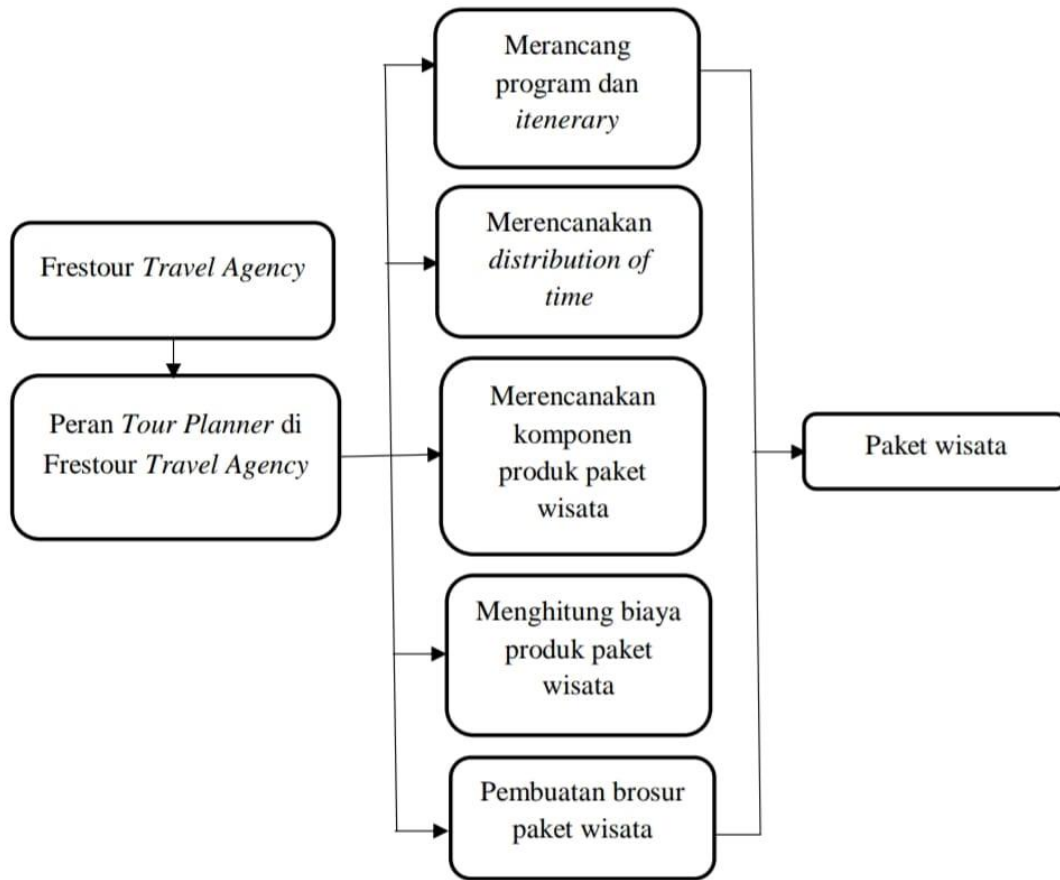 Frestour Travel Agency
Peran Tour Planner di
Frestour Travel Agency
Merancang
program dan
itenerary
Merencanakan
distribution of
time
Merencanakan
komponen
produk paket
wisata
Menghitung biaya
produk paket
wisata
Pembuatan brosur
paket wisata
Paket wisata